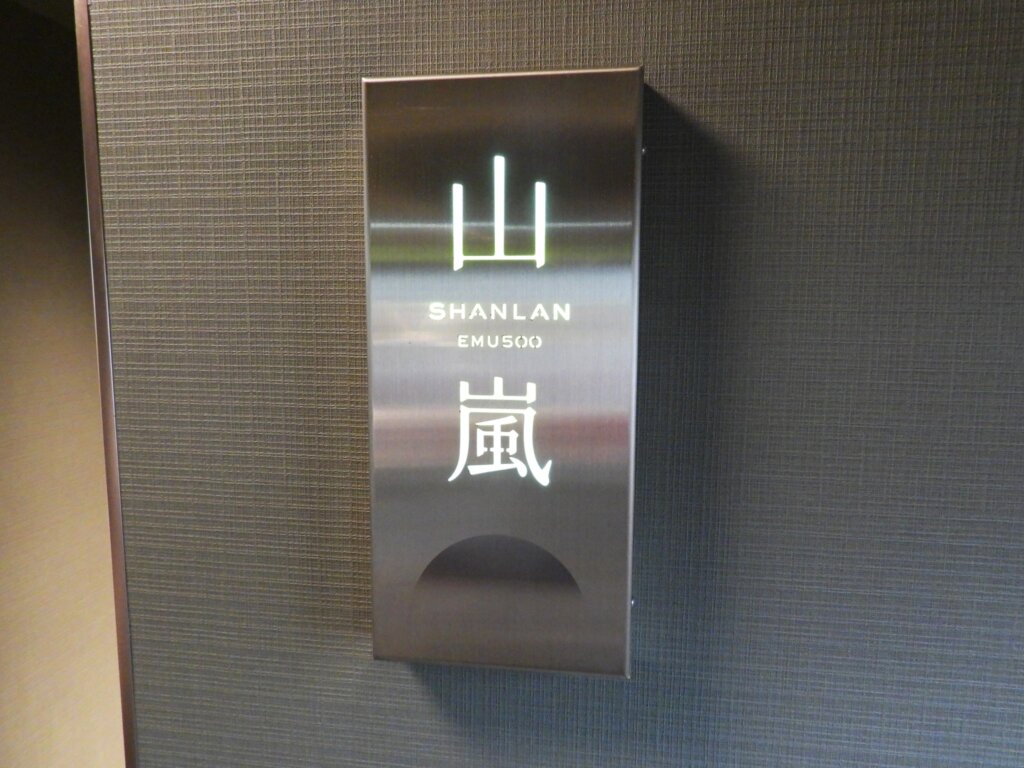 山
SHANLAN
EMU500
嵐